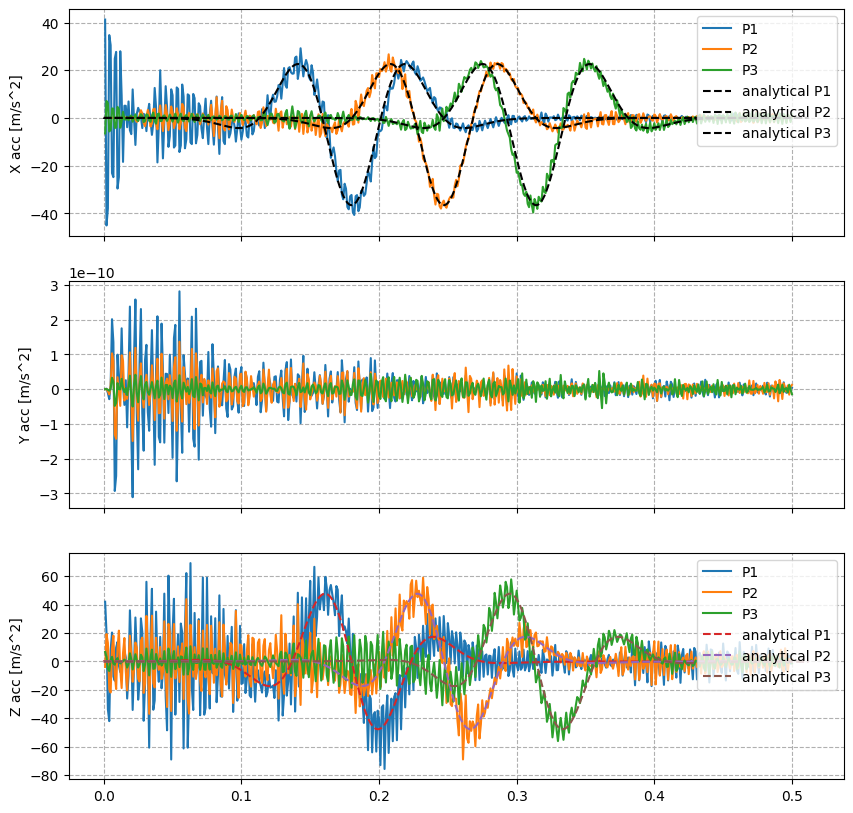 X acc [m/s^2]
40
20
0
−20
−40
P1
P2
P3
analytical P1
analytical P2
analytical P3
1e−10
Y acc [m/s^2]
3
2
1
0
−1
−2
−3
Z acc [m/s^2]
60
40
20
0
−20
−40
−60
−80
P1
P2
P3
analytical P1
analytical P2
analytical P3
0.0 0.1 0.2 0.3 0.4 0.5